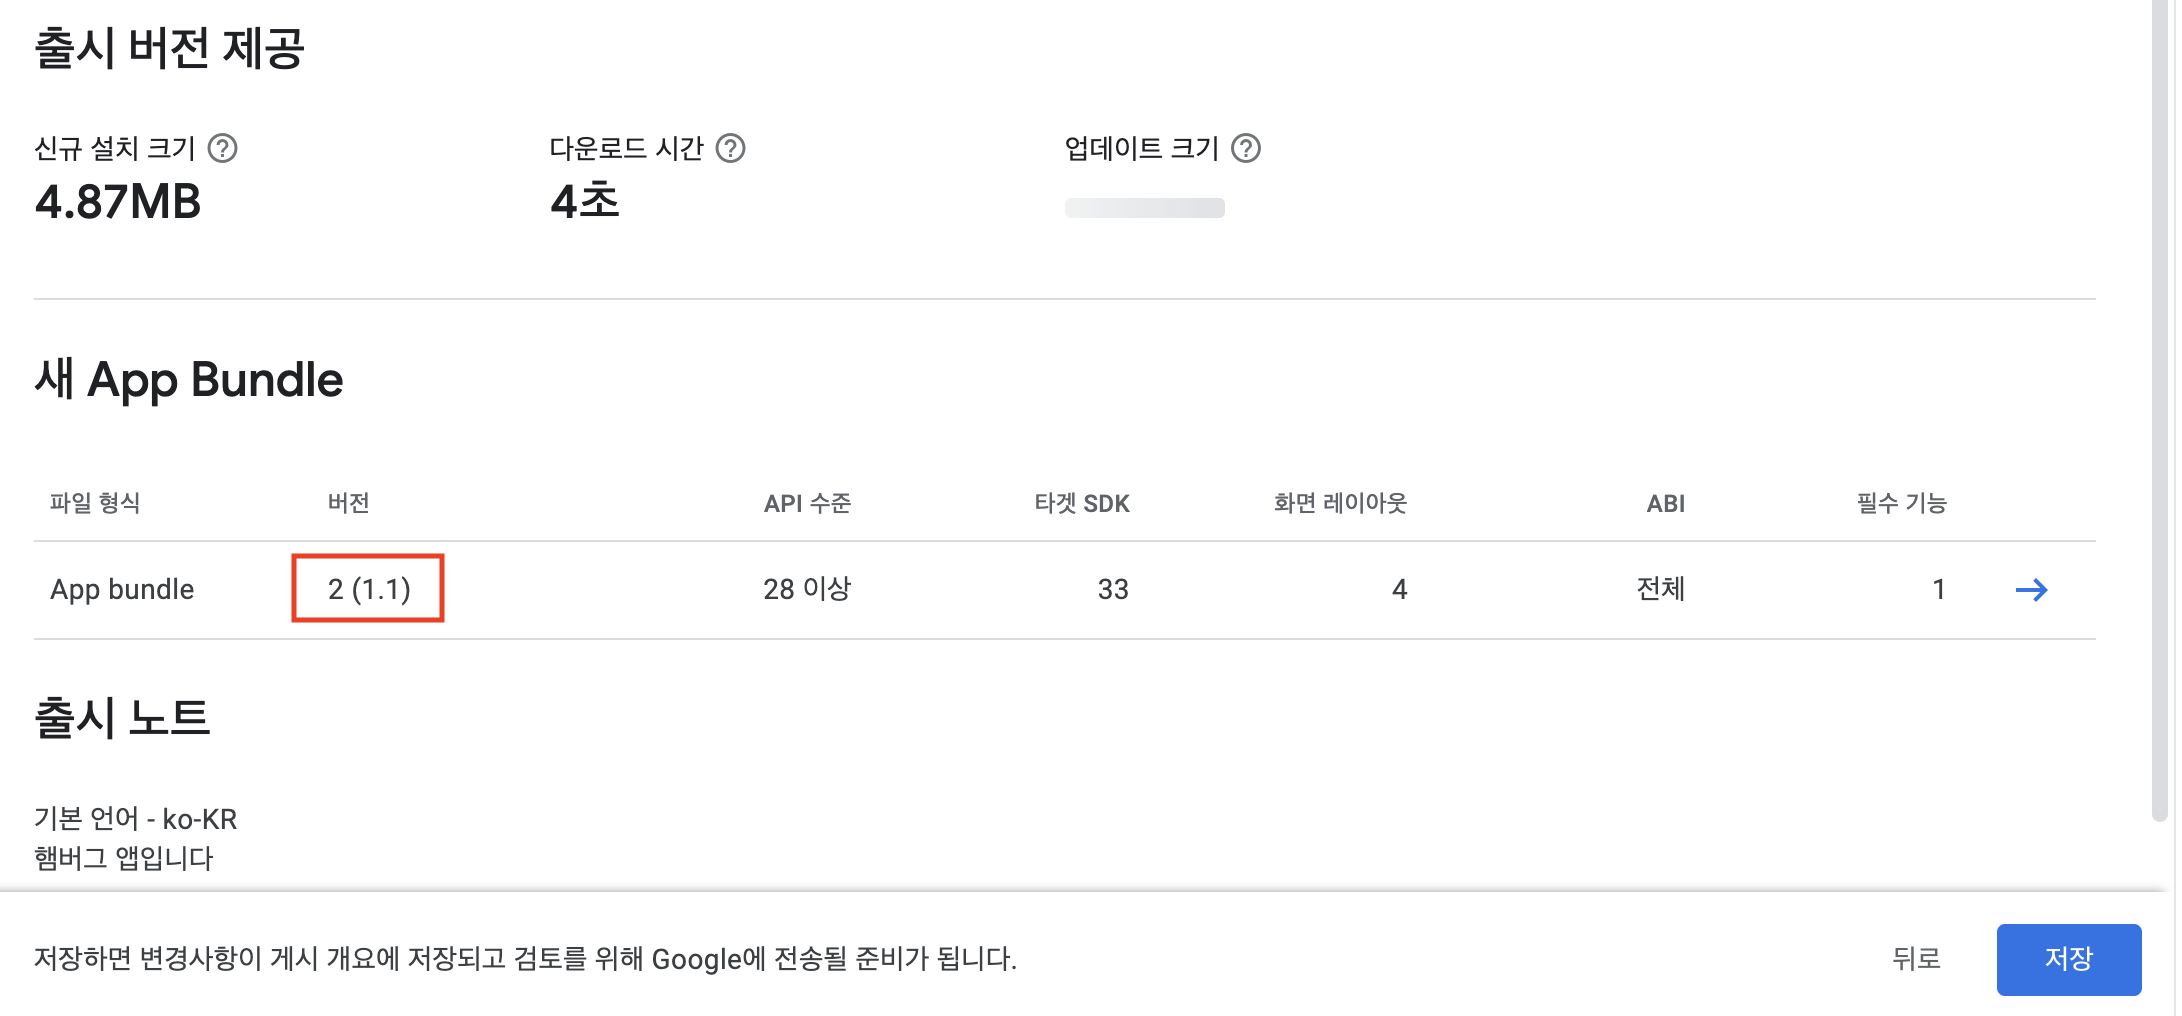 출시 버전 제공
신규 설치 크기
다운로드 시간
업데이트 크기
4.87MB
4초
새 App Bundle
파일 형식 버전 API 수준 타겟 SDK 화면 레이아웃 ABI 필수 기능
App bundle 2 (1.1) 28 이상 33 4 전체 1
출시 노트
기본 언어 - ko-KR
햄버그 앱입니다
저장하면 변경사항이 게시 개요에 저장되고 검토를 위해 Google에 전송될 준비가 됩니다.
뒤로
저장